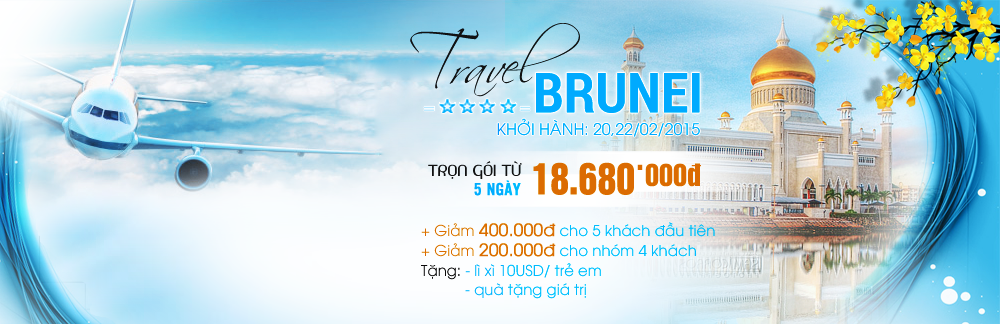 Travel
BRUNEI
KHỞI HÀNH: 20,22/02/2015
TRỌN GÓI TỪ 18.680.000đ
5 NGÀY
+ Giảm 400.000đ cho 5 khách đầu tiên
+ Giảm 200.000đ cho nhóm 4 khách
Tặng: - lì xì 10USD/ trẻ em
- quà tặng giá trị